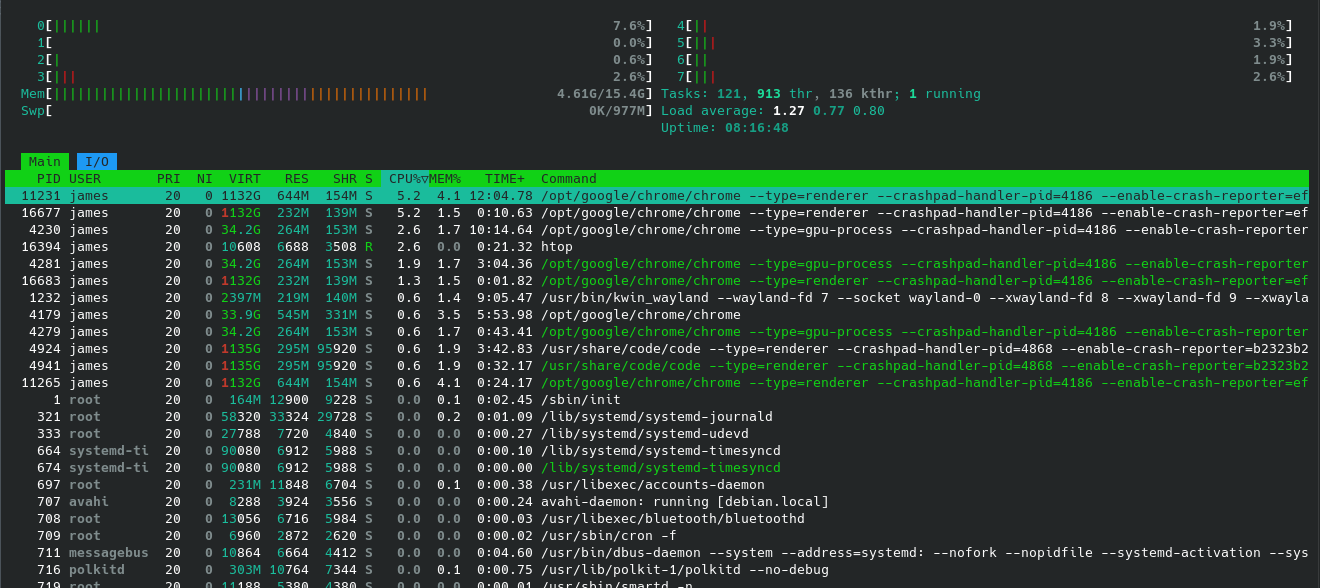 0[|||||| 7.6%] 4[|| 1.9%]
1[ 0.0%] 5[||| 3.3%]
2[| 0.6%] 6[|| 1.9%]
3[||| 2.6%] 7[||| 2.6%]
Mem[||||||||||||||||||||||||||||||||||||||||||||||| 4.61G/15.4G] Tasks: 121, 913 thr, 136 kthr; 1 running
Swp[ 0K/977M] Load average: 1.27 0.77 0.80
Uptime: 08:16:48
Main I/O
PID USER PRI NI VIRT RES SHR S CPU%▽MEM% TIME+ Command
11231 james 20 0 1132G 644M 154M S 5.2 4.1 12:04.78 /opt/google/chrome/chrome --type=renderer --crashpad-handler-pid=4186 --enable-crash-reporter=ef
16677 james 20 0 1132G 232M 139M S 5.2 1.5 0:10.63 /opt/google/chrome/chrome --type=renderer --crashpad-handler-pid=4186 --enable-crash-reporter=ef
4230 james 20 0 34.2G 264M 153M S 2.6 1.7 10:14.64 /opt/google/chrome/chrome --type=gpu-process --crashpad-handler-pid=4186 --enable-crash-reporter
16394 james 20 0 10608 6688 3508 R 2.6 0.0 0:21.32 htop
4281 james 20 0 34.2G 264M 153M S 1.9 1.7 3:04.36 /opt/google/chrome/chrome --type=gpu-process --crashpad-handler-pid=4186 --enable-crash-reporter
16683 james 20 0 1132G 232M 139M S 1.3 1.5 0:01.82 /opt/google/chrome/chrome --type=renderer --crashpad-handler-pid=4186 --enable-crash-reporter=ef
1232 james 20 0 2397M 219M 140M S 0.6 1.4 9:05.47 /usr/bin/kwin_wayland --wayland-fd 7 --socket wayland-0 --xwayland-fd 8 --xwayland-fd 9 --xwayla
4179 james 20 0 33.9G 545M 331M S 0.6 3.5 5:53.98 /opt/google/chrome/chrome
4279 james 20 0 34.2G 264M 153M S 0.6 1.7 0:43.41 /opt/google/chrome/chrome --type=gpu-process --crashpad-handler-pid=4186 --enable-crash-reporter
4924 james 20 0 1135G 295M 95920 S 0.6 1.9 3:42.83 /usr/share/code/code --type=renderer --crashpad-handler-pid=4868 --enable-crash-reporter=b2323b2
4941 james 20 0 1135G 295M 95920 S 0.6 1.9 0:32.17 /usr/share/code/code --type=renderer --crashpad-handler-pid=4868 --enable-crash-reporter=b2323b2
11265 james 20 0 1132G 644M 154M S 0.6 4.1 0:24.17 /opt/google/chrome/chrome --type=renderer --crashpad-handler-pid=4186 --enable-crash-reporter=ef
1 root 20 0 164M 12900 9228 S 0.0 0.1 0:02.45 /sbin/init
321 root 20 0 58320 33324 29728 S 0.0 0.2 0:01.09 /lib/systemd/systemd-journald
333 root 20 0 27788 7720 4840 S 0.0 0.0 0:00.27 /lib/systemd/systemd-udevd
664 systemd-ti 20 0 90080 6912 5988 S 0.0 0.0 0:00.10 /lib/systemd/systemd-timesyncd
674 systemd-ti 20 0 90080 6912 5988 S 0.0 0.0 0:00.00 /lib/systemd/systemd-timesyncd
697 root 20 0 231M 11848 6704 S 0.0 0.1 0:00.38 /usr/libexec/accounts-daemon
707 avahi 20 0 8288 3924 3556 S 0.0 0.0 0:00.24 avahi-daemon: running [debian.local]
708 root 20 0 13056 6716 5984 S 0.0 0.0 0:00.03 /usr/libexec/bluetooth/bluetoothd
709 root 20 0 6960 2872 2620 S 0.0 0.0 0:00.02 /usr/sbin/cron -f
711 messagebus 20 0 10864 6664 4412 S 0.0 0.0 0:04.60 /usr/bin/dbus-daemon --system --address=systemd: --nofork --nopidfile --systemd-activation --sys
716 polkitd 20 0 303M 10764 7344 S 0.0 0.1 0:00.75 /usr/lib/polkit-1/polkitd --no-debug
719 root 20 0 11188 5380 4380 S 0.0 0.0 0:00.01 /usr/sbin/smartd -n